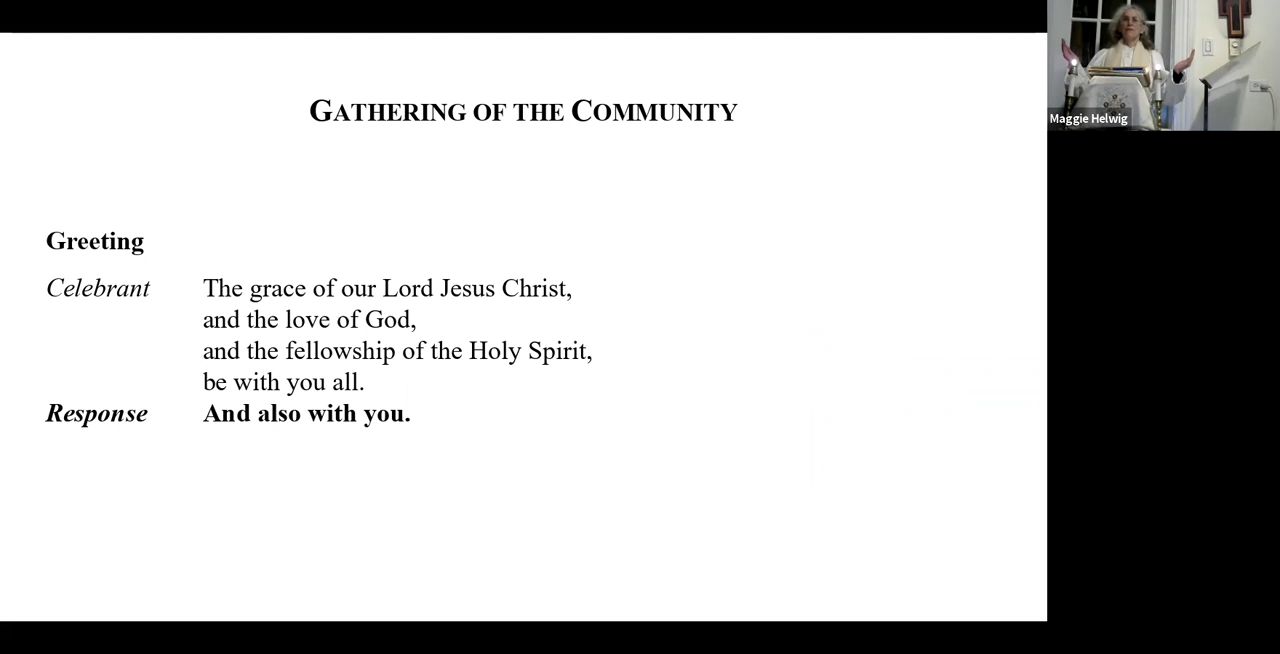 GATHERING OF THE COMMUNITY
Maggie Helwig
Greeting
Celebrant The grace of our Lord Jesus Christ,
and the love of God,
and the fellowship of the Holy Spirit,
be with you all.
Response And also with you.